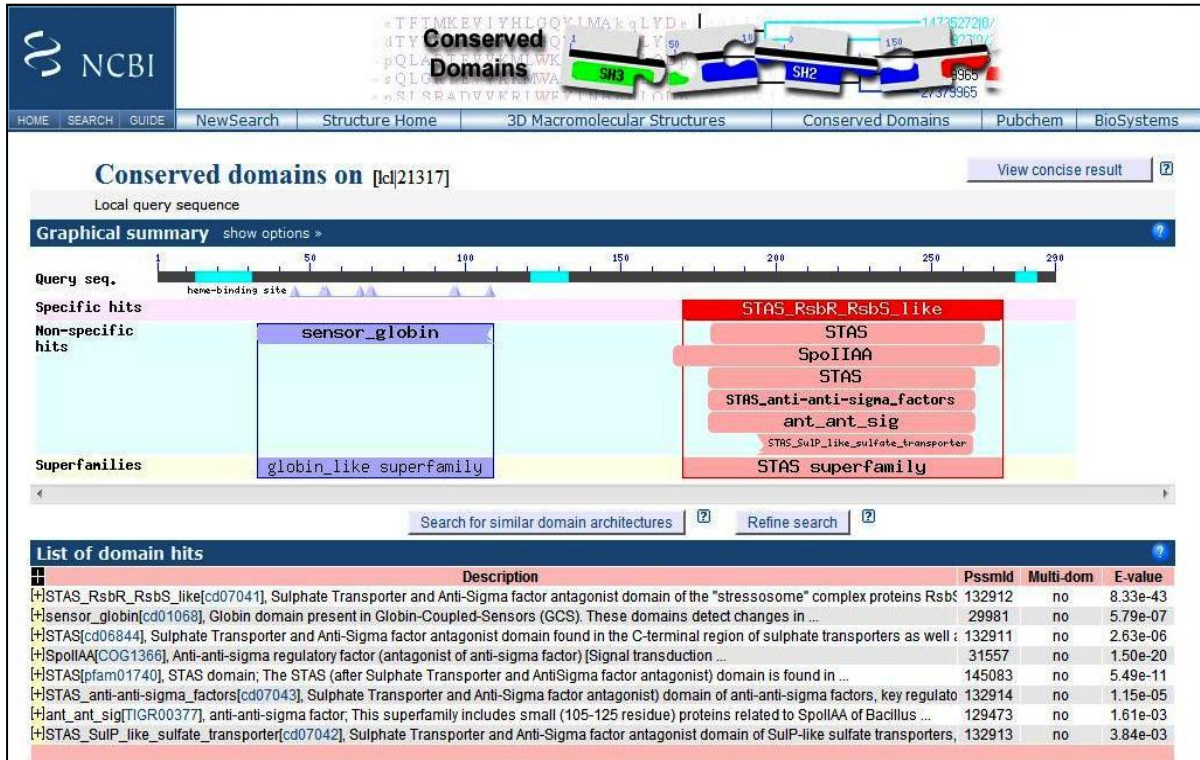 NCBI
Conserved
Domains
SH3
SH2
HOME SEARCH GUIDE NewSearch Structure Home 3D Macromolecular Structures Conserved Domains Pubchem BioSystems
Conserved domains on [lcl|21317]
View concise result ?
Local query sequence
Graphical summary show options »
?
1 50 100 150 200 250 290
Query seq.
heme-binding site
Specific hits
STAS_RsbR_RsbS_like
Non-specific
hits
sensor_globin
STAS
SpoIIAA
STAS
STAS_anti-anti-sigma_factors
ant_ant_sig
STAS_SulP_like_sulfate_transporter
Superfamilies
globin_like superfamily
STAS superfamily
Search for similar domain architectures ? Refine search ?
List of domain hits
?
Description Pssmid Multi-dom E-value
[+]STAS_RsbR_RsbS_like[cd07041], Sulphate Transporter and Anti-Sigma factor antagonist domain of the "stressosome" complex proteins RsbS 132912 no 8.33e-43
[+]sensor_globin[cd01068], Globin domain present in Globin-Coupled-Sensors (GCS). These domains detect changes in ... 29981 no 5.79e-07
[+]STAS[cd06844], Sulphate Transporter and Anti-Sigma factor antagonist domain found in the C-terminal region of sulphate transporters as well 132911 no 2.63e-06
[+]SpoIIAA[COG1366], Anti-anti-sigma regulatory factor (antagonist of anti-sigma factor) [Signal transduction ... 31557 no 1.50e-20
[+]STAS[pfam01740], STAS domain; The STAS (after Sulphate Transporter and AntiSigma factor antagonist) domain is found in ... 145083 no 5.49e-11
[+]STAS_anti-anti-sigma_factors[cd07043], Sulphate Transporter and Anti-Sigma factor antagonist) domain of anti-anti-sigma factors, key regulato 132914 no 1.15e-05
[+]ant_ant_sig[TIGR00377], anti-anti-sigma factor; This superfamily includes small (105-125 residue) proteins related to SpoIIAA of Bacillus ... 129473 no 1.61e-03
[+]STAS_SulP_like_sulfate_transporter[cd07042], Sulphate Transporter and Anti-Sigma factor antagonist domain of SulP-like sulfate transporters, 132913 no 3.84e-03